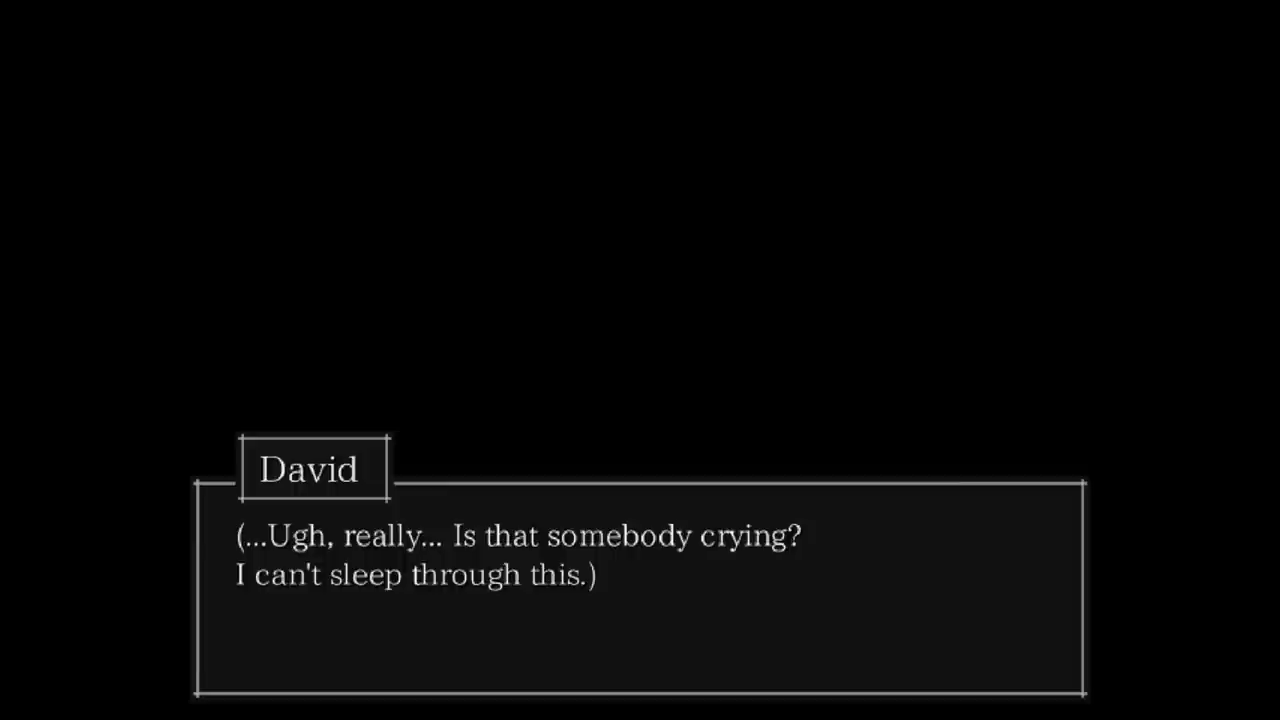 David
(...Ugh, really... Is that somebody crying?
I can't sleep through this.)